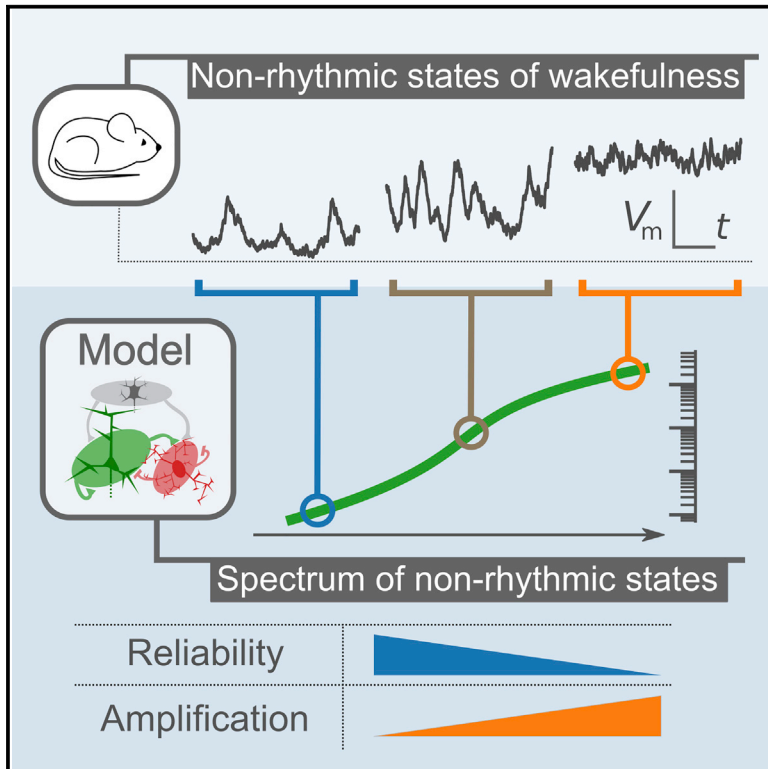 Non-rhythmic states of wakefulness
Vm
t
Model
Spectrum of non-rhythmic states
Reliability
Amplification